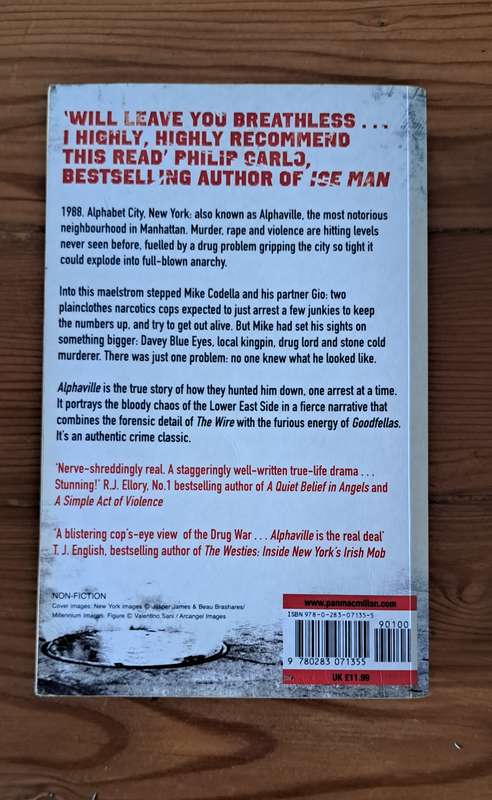 'WILL LEAVE YOU BREATHLESS ...
I HIGHLY, HIGHLY RECOMMEND
THIS READ' PHILIP CARLO,
BESTSELLING AUTHOR OF ICE MAN
1988. Alphabet City, New York: also known as Alphaville, the most notorious
neighbourhood in Manhattan. Murder, rape and violence are hitting levels
never seen before, fuelled by a drug problem gripping the city so tight it
could explode into full-blown anarchy.
Into this maelstrom stepped Mike Codella and his partner Gio: two
plainclothes narcotics cops expected to just arrest a few junkies to keep
the numbers up, and try to get out alive. But Mike had set his sights on
something bigger: Davey Blue Eyes, local kingpin, drug lord and stone cold
murderer. There was just one problem: no one knew what he looked like.
Alphaville is the true story of how they hunted him down, one arrest at a time.
It portrays the bloody chaos of the Lower East Side in a fierce narrative that
combines the forensic detail of The Wire with the furious energy of Goodfellas.
It's an authentic crime classic.
'Nerve-shreddingly real. A staggeringly well-written true-life drama ...
Stunning!' R.J. Ellory, No.1 bestselling author of A Quiet Belief in Angels and
A Simple Act of Violence
'A blistering cop's-eye view of the Drug War ... Alphaville is the real deal'
T. J. English, bestselling author of The Westies: Inside New York's Irish Mob
NON-FICTION
Cover images: New York images © Jasper James & Beau Brashares/
Millennium Images. Figure © Valentino Sani / Arcangel Images
www.panmacmillan.com
ISBN 978-0-283-07135-5
90100
9 780283 071355
UK £11.99